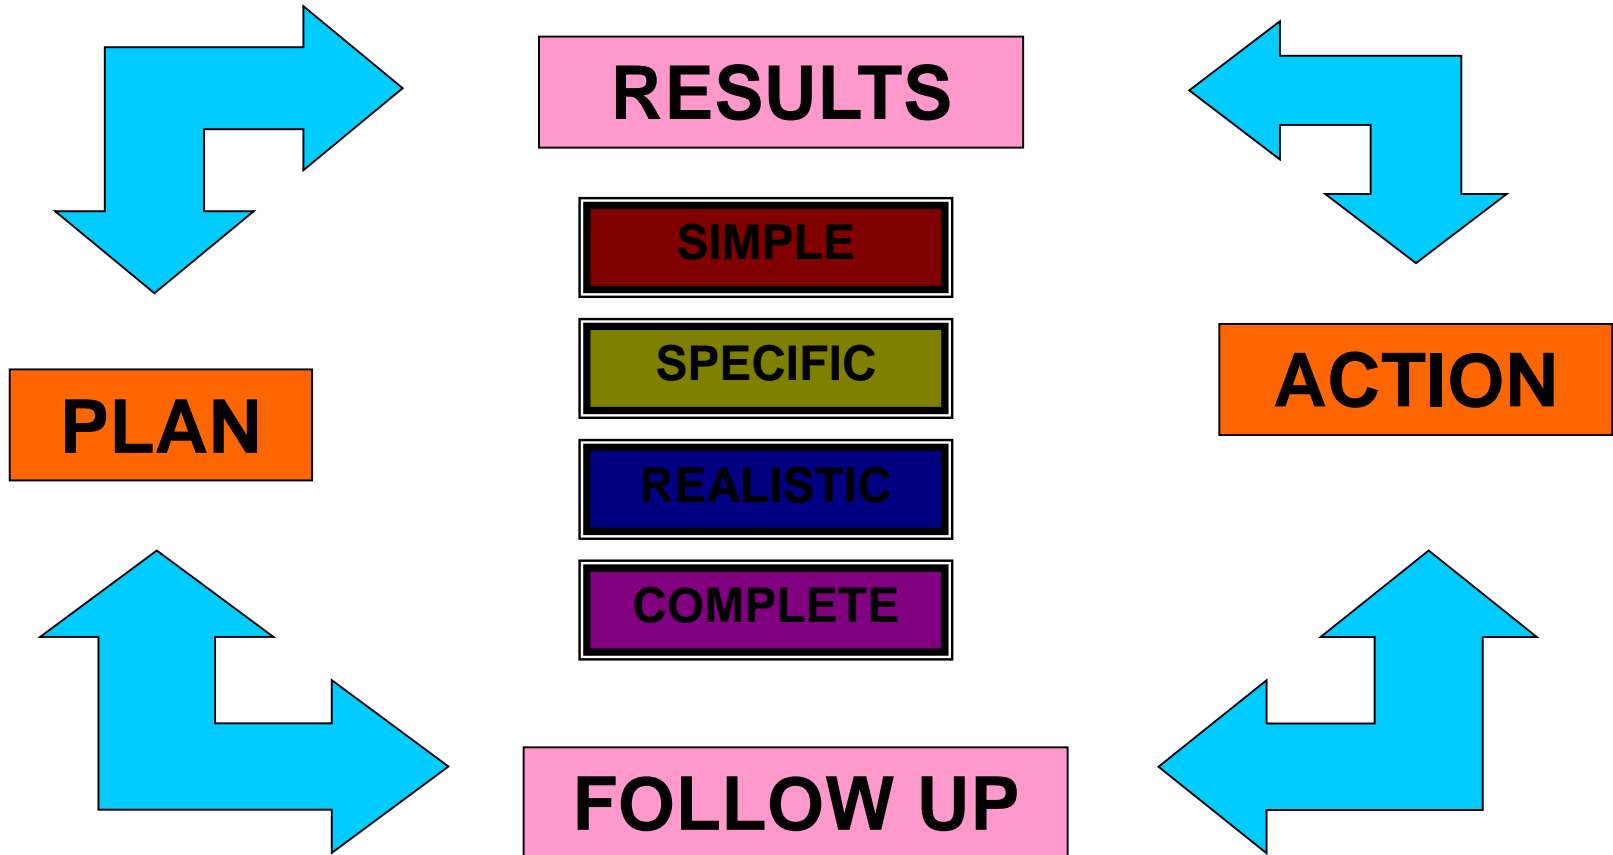 RESULTS
SIMPLE
SPECIFIC
ACTION
PLAN
REALISTIC
COMPLETE
FOLLOW UP